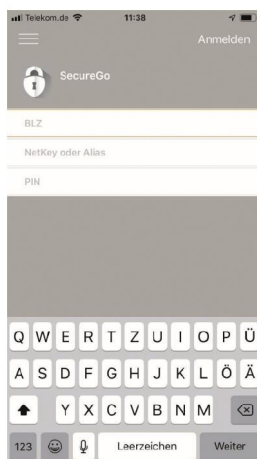 Telekom.de 11:38
Anmelden
SecureGo
BLZ
NetKey oder Alias
PIN
Q W E R T Z U I O P Ü
A S D F G H J K L Ö Ä
Y X C V B N M
123 Leerzeichen Weiter